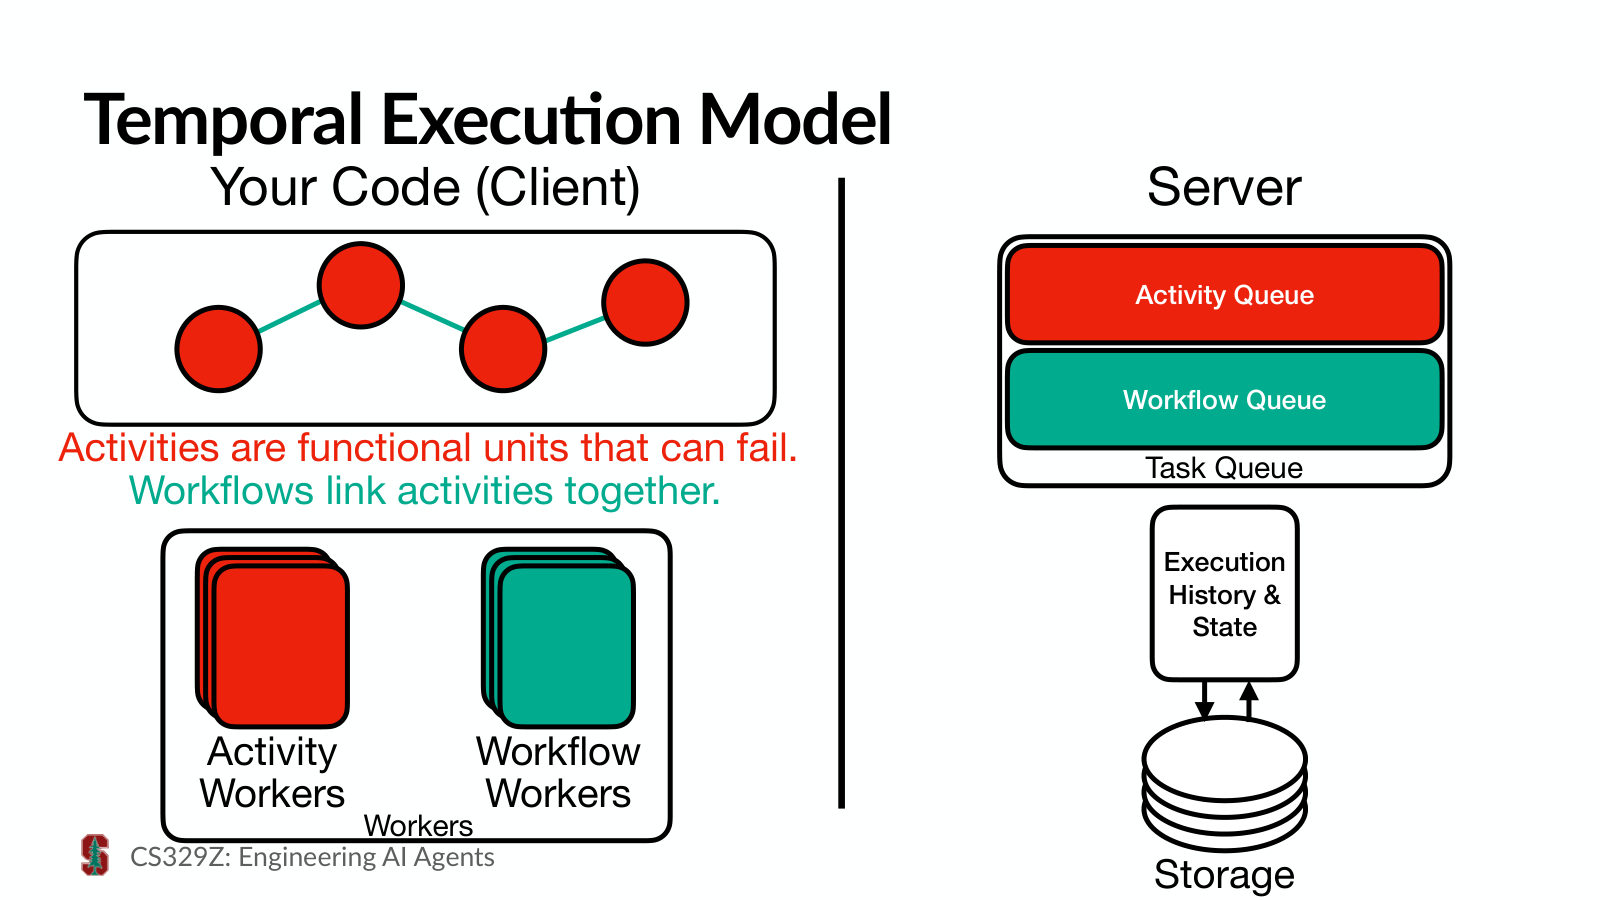 Temporal Execution Model
Your Code (Client)
Activities are functional units that can fail.
Workflows link activities together.
Activity
Workers
Workflow
Workers
Workers
Server
Activity Queue
Workflow Queue
Task Queue
Execution
History &
State
Storage
CS329Z: Engineering AI Agents